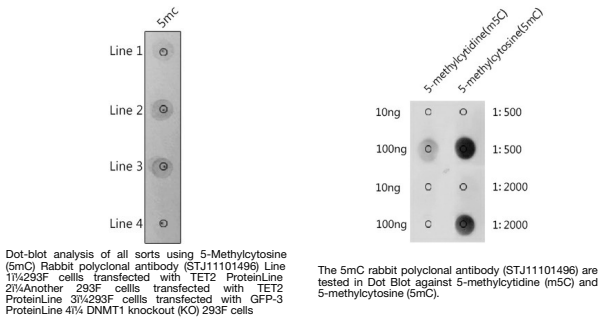 5mc
Line 1
Line 2
Line 3
Line 4
Dot-blot analysis of all sorts using 5-Methylcytosine
(5mC) Rabbit polyclonal antibody (STJ11101496) Line
1ï¼293F cellls transfected with TET2 ProteinLine
2ï¼Another 293F cellls transfected with TET2
ProteinLine 3ï¼293F cellls transfected with GFP-3
ProteinLine 4ï¼ DNMT1 knockout (KO) 293F cells
5-methylcytidine(m5C)
5-methylcytosine(5mC)
10ng 1:500
100ng 1:500
10ng 1:2000
100ng 1:2000
The 5mC rabbit polyclonal antibody (STJ11101496) are
tested in Dot Blot against 5-methylcytidine (m5C) and
5-methylcytosine (5mC).